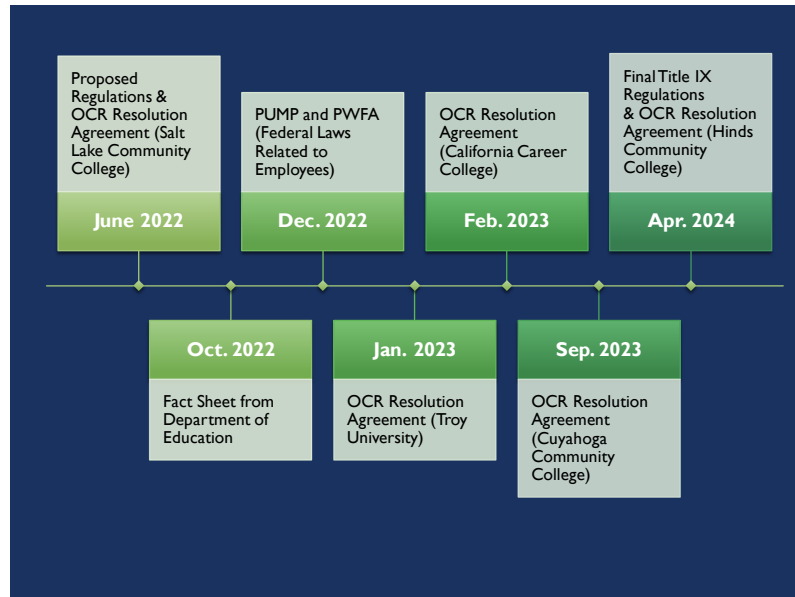 Proposed
Regulations &
OCR Resolution
Agreement (Salt
Lake Community
College)
June 2022
Oct. 2022
Fact Sheet from
Department of
Education
PUMP and PWFA
(Federal Laws
Related to
Employees)
Dec. 2022
Jan. 2023
OCR Resolution
Agreement (Troy
University)
OCR Resolution
Agreement
(California Career
College)
Feb. 2023
Sep. 2023
OCR Resolution
Agreement
(Cuyahoga
Community
College)
Final Title IX
Regulations
& OCR Resolution
Agreement (Hinds
Community
College)
Apr. 2024